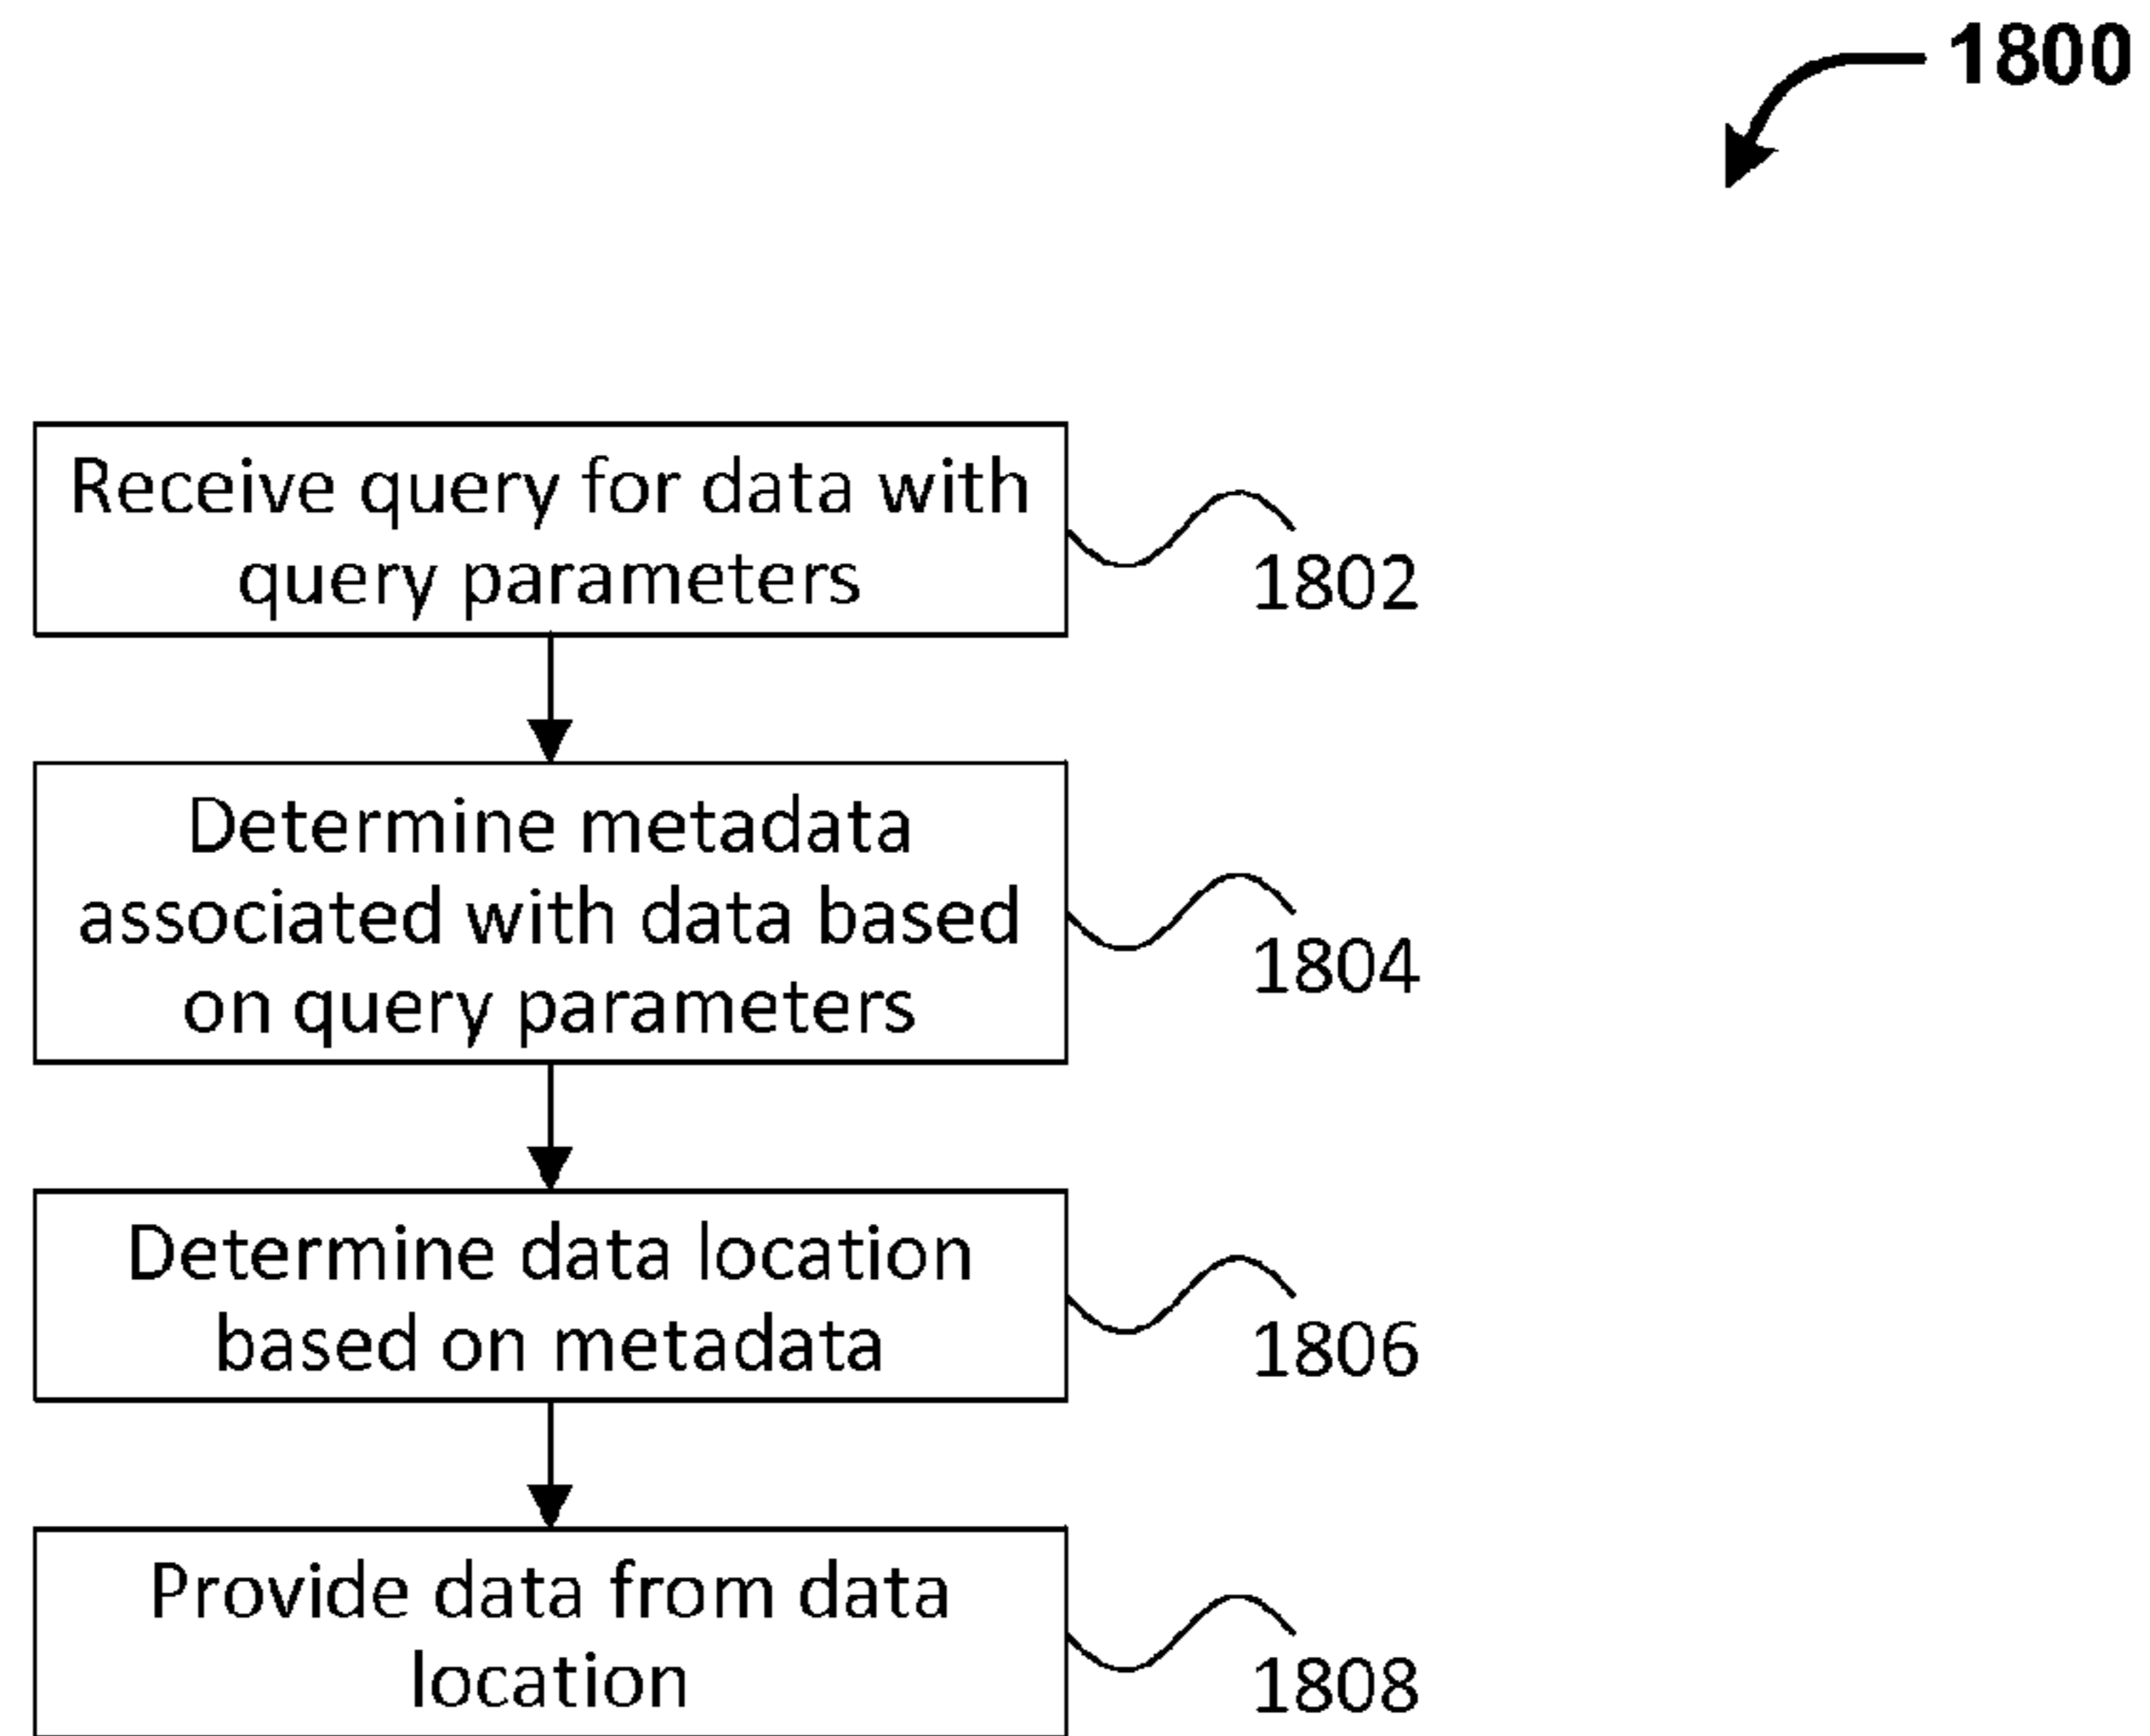 1800
Receive query for data with
query parameters
1802
Determine metadata
associated with data based
on query parameters
1804
Determine data location
based on metadata
1806
Provide data from data
location
1808